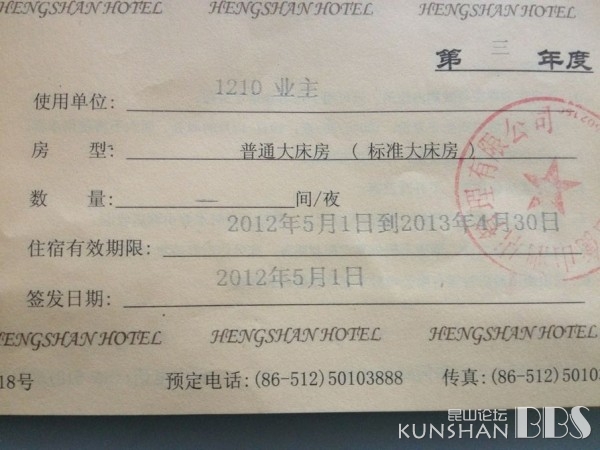 HENGSHAN HOTEL HENGSHAN HOTEL HENGSHAN HOTEL
第 三 年度
使用单位: 1210 业主
房 型: 普通大床房 ( 标准大床房 )
数 量: 一 间/夜
住宿有效期限: 2012年5月1日到2013年4月30日
签发日期: 2012年5月1日
理有限公司
HENGSHAN HOTEL HENGSHAN HOTEL HENGSHAN HOTEL
18号 预定电话:(86-512)50103888 传真:(86-512)5010
昆山论坛
KUNSHAN BBS